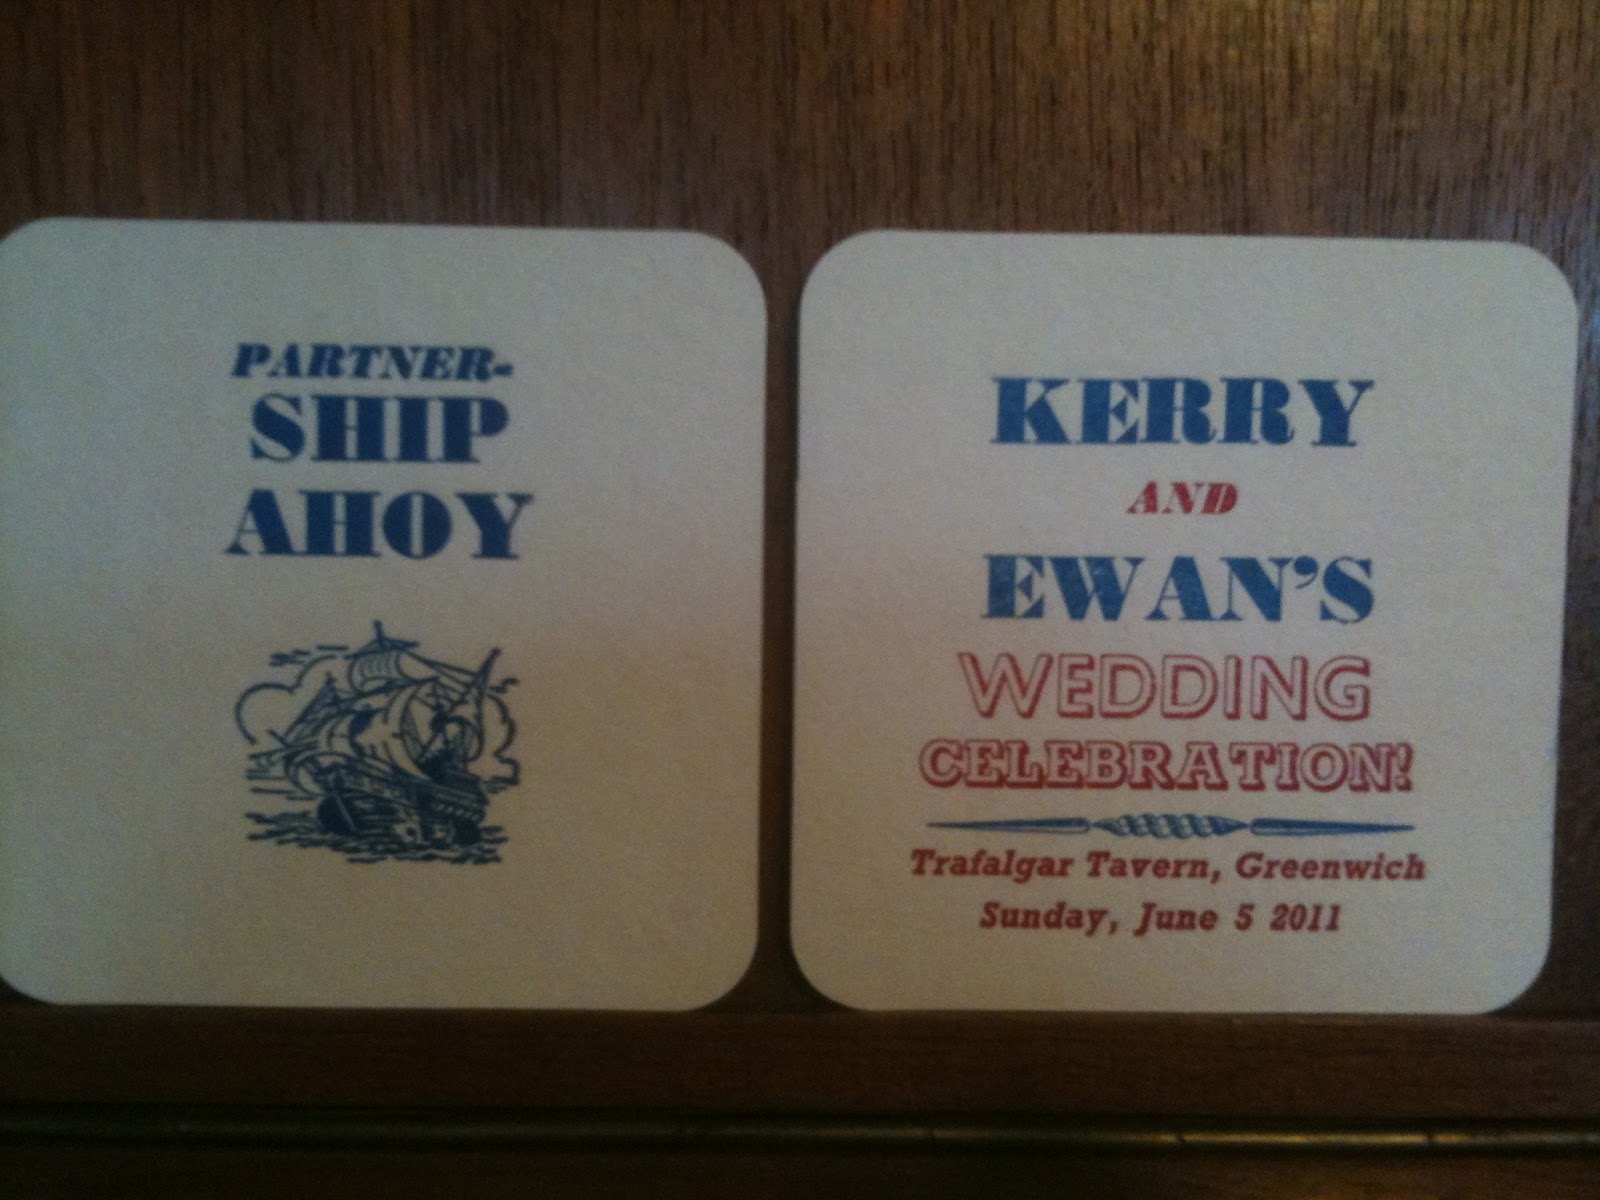 PARTNER-
SHIP
AHOY
KERRY
AND
EWAN'S
WEDDING
CELEBRATION!
Trafalgar Tavern, Greenwich
Sunday, June 5 2011